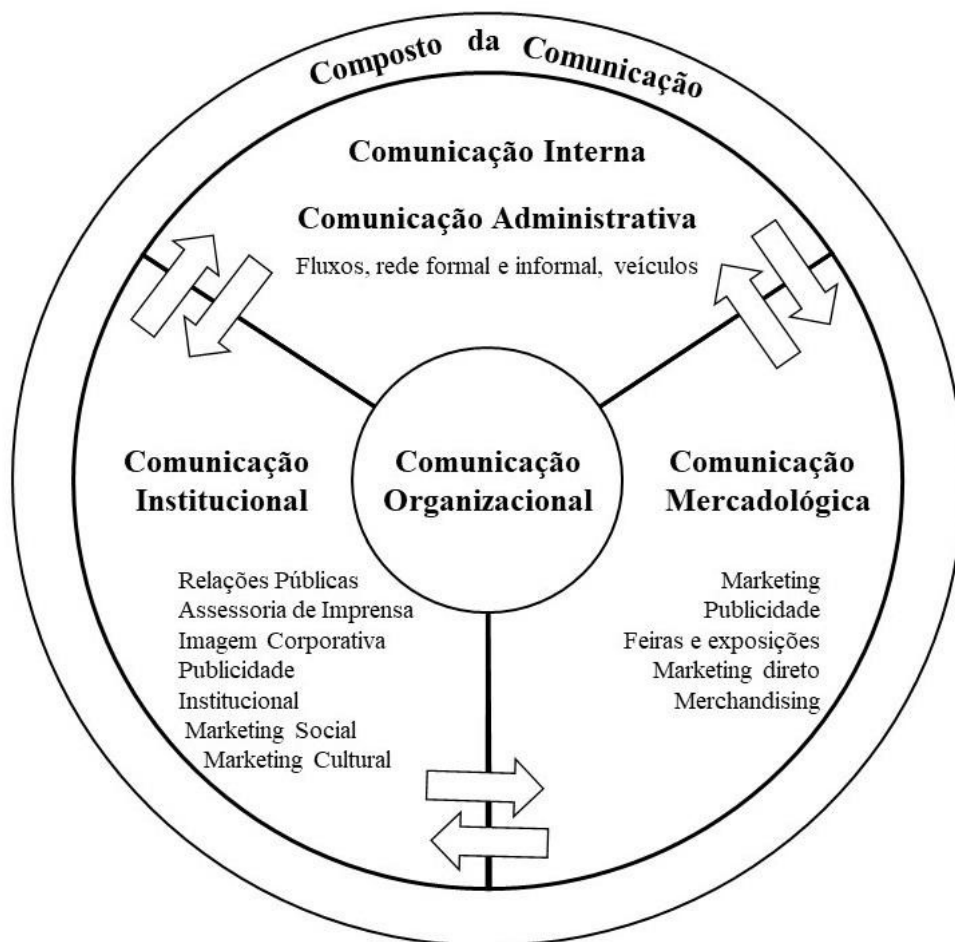 Composto da Comunicação
Comunicação Interna
Comunicação Administrativa
Fluxos, rede formal e informal, veículos
Comunicação
Institucional
Relações Públicas
Assessoria de Imprensa
Imagem Corporativa
Publicidade
Institucional
Marketing Social
Marketing Cultural
Comunicação
Organizacional
Comunicação
Mercadológica
Marketing
Publicidade
Feiras e exposições
Marketing direto
Merchandising